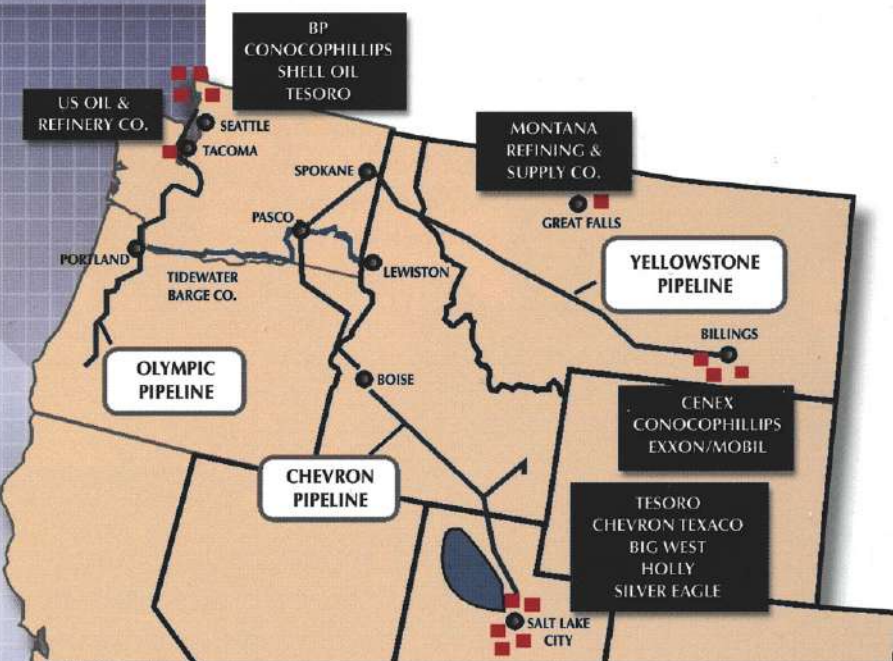 BP
CONOCOPHILLIPS
SHELL OIL
TESORO
US OIL &
REFINERY CO.
SEATTLE
TACOMA
MONTANA
REFINING &
SUPPLY CO.
SPOKANE
GREAT FALLS
PASCO
PORTLAND
LEWISTON
TIDEWATER
BARGE CO.
YELLOWSTONE
PIPELINE
BILLINGS
OLYMPIC
PIPELINE
BOISE
CENEX
CONOCOPHILLIPS
EXXON/MOBIL
CHEVRON
PIPELINE
TESORO
CHEVRON TEXACO
BIG WEST
HOLLY
SILVER EAGLE
SALT LAKE
CITY